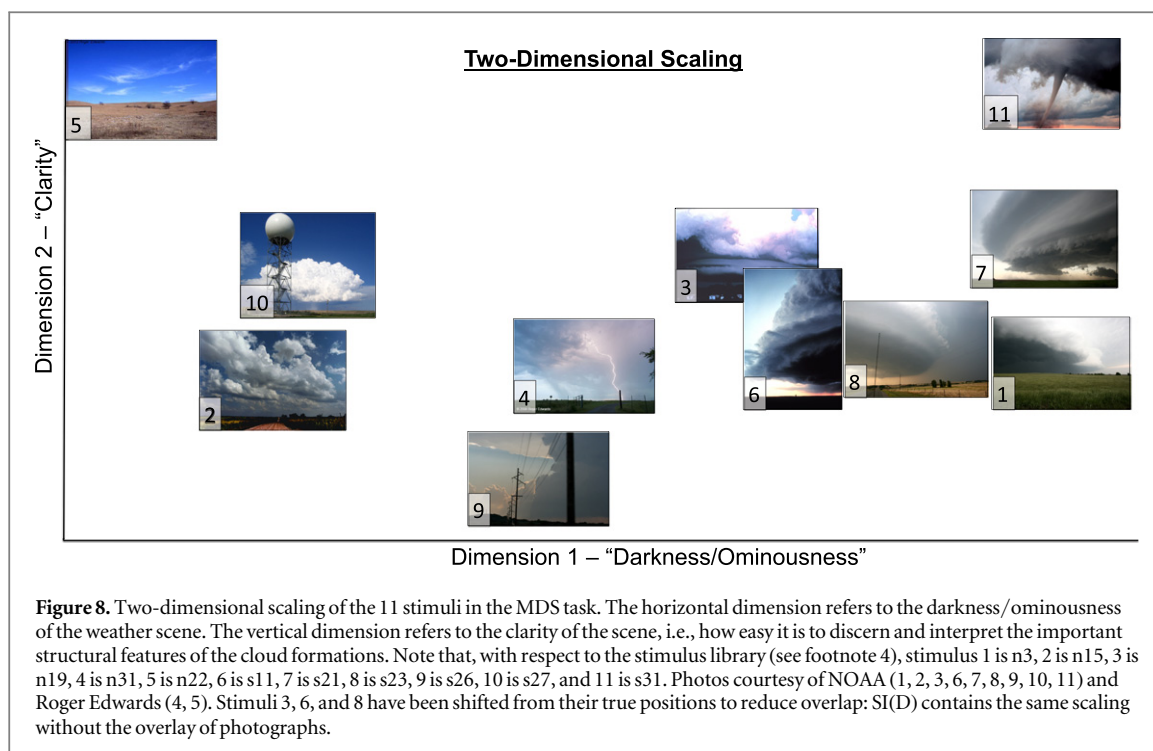 Two-Dimensional Scaling
5
11
10
3
7
2
4
6
8
1
9
Dimension 2 – “Clarity”
Dimension 1 – “Darkness/Ominousness”
Figure 8. Two-dimensional scaling of the 11 stimuli in the MDS task. The horizontal dimension refers to the darkness/ominousness
of the weather scene. The vertical dimension refers to the clarity of the scene, i.e., how easy it is to discern and interpret the important
structural features of the cloud formations. Note that, with respect to the stimulus library (see footnote 4), stimulus 1 is n3, 2 is n15, 3 is
n19, 4 is n31, 5 is n22, 6 is s11, 7 is s21, 8 is s23, 9 is s26, 10 is s27, and 11 is s31. Photos courtesy of NOAA (1, 2, 3, 6, 7, 8, 9, 10, 11) and
Roger Edwards (4, 5). Stimuli 3, 6, and 8 have been shifted from their true positions to reduce overlap: SI(D) contains the same scaling
without the overlay of photographs.